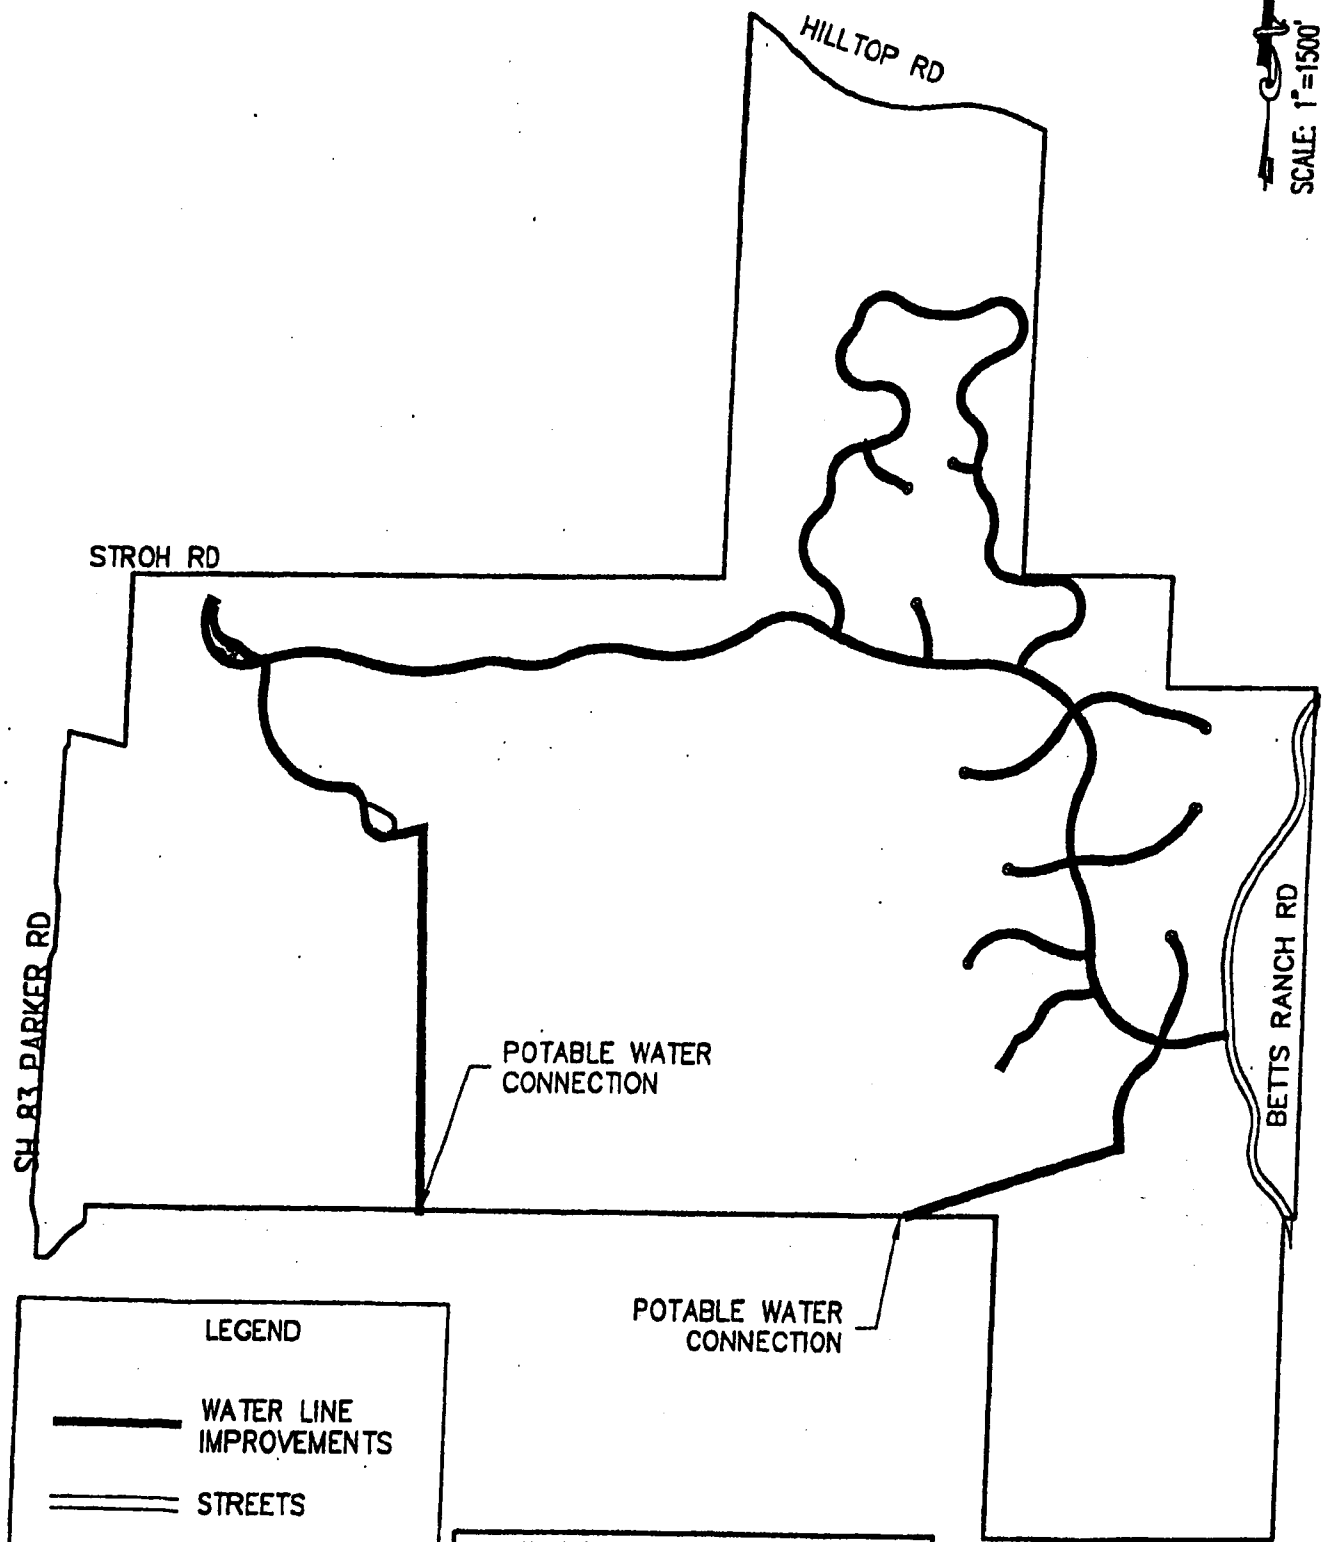 HILLTOP RD
SCALE: 1"=1500'
STROH RD
SH 83 PARKER RD
BETTS RANCH RD
POTABLE WATER
CONNECTION
POTABLE WATER
CONNECTION
LEGEND
WATER LINE
IMPROVEMENTS
STREETS